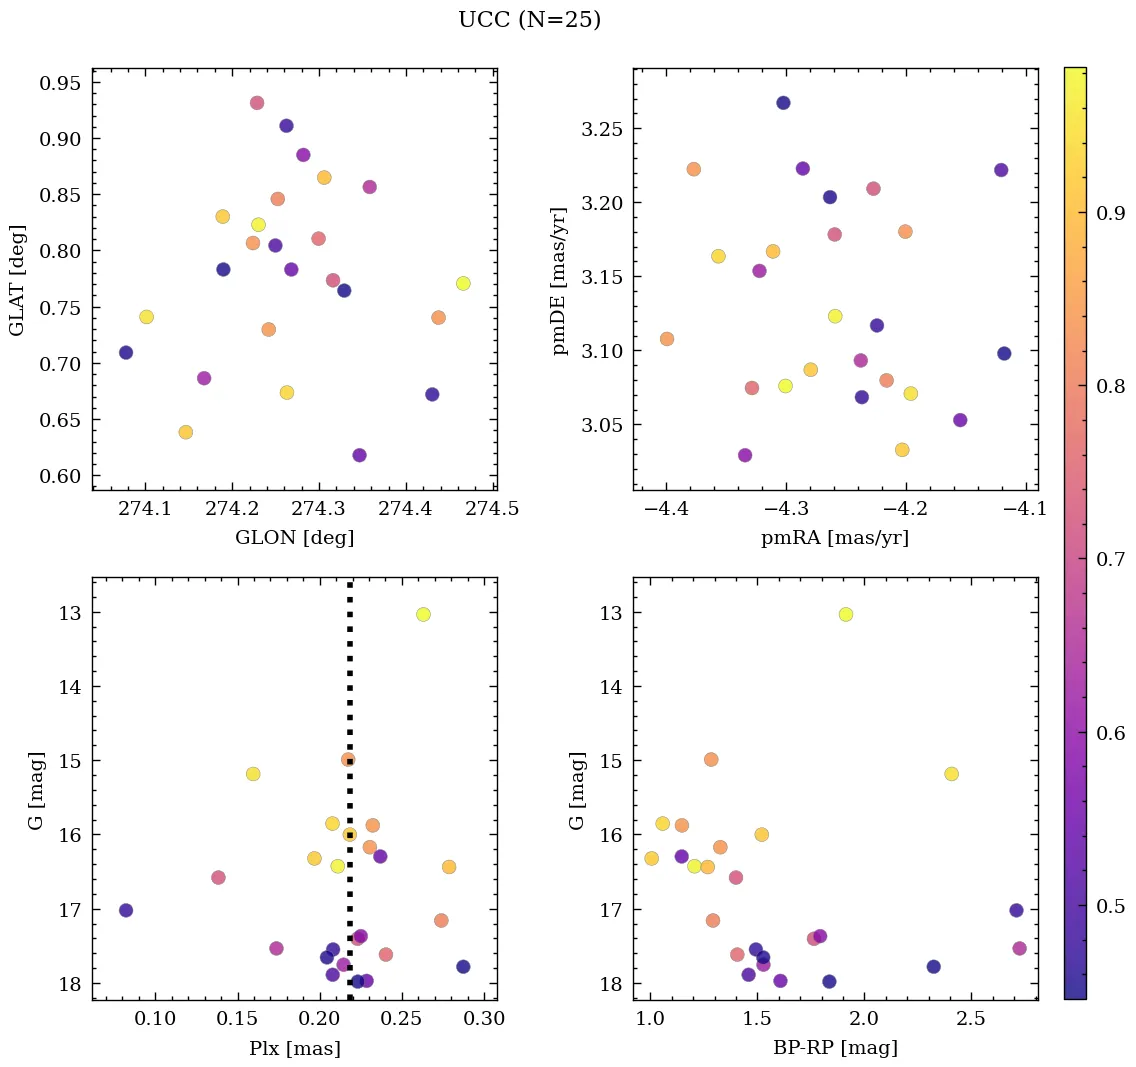 UCC (N=25)
0.95
0.90
0.85
0.80
0.75
0.70
0.65
0.60
GLAT [deg]
274.1 274.2 274.3 274.4 274.5
GLON [deg]
3.25
3.20
3.15
3.10
3.05
pmDE [mas/yr]
−4.4 −4.3 −4.2 −4.1
pmRA [mas/yr]
0.9
0.8
0.7
0.6
0.5
13
14
15
16
17
18
G [mag]
0.10 0.15 0.20 0.25 0.30
Plx [mas]
13
14
15
16
17
18
G [mag]
1.0 1.5 2.0 2.5
BP-RP [mag]